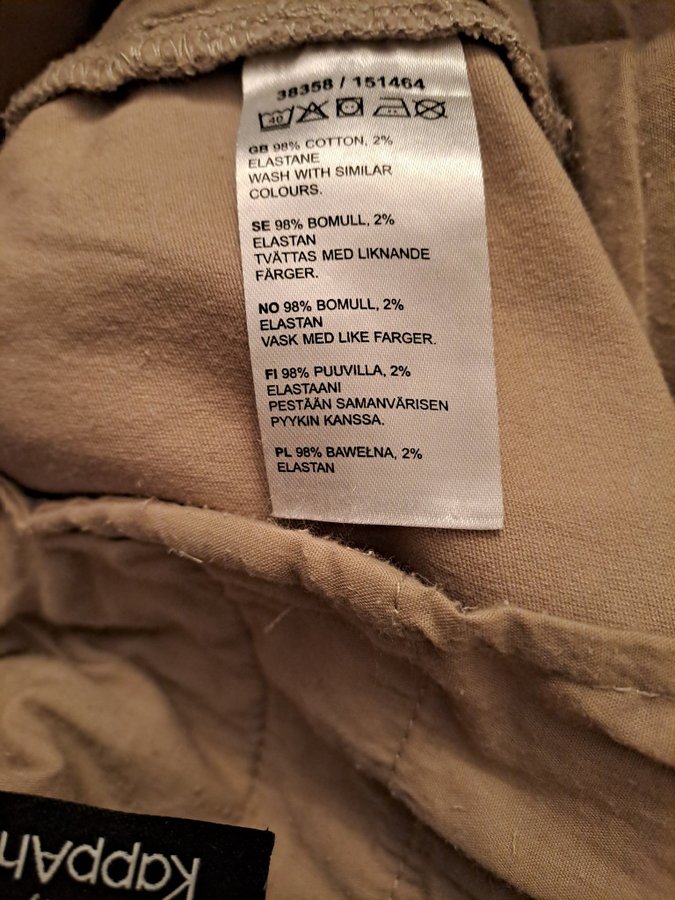 38358 / 151464
40
GB 98% COTTON, 2%
ELASTANE
WASH WITH SIMILAR
COLOURS.
SE 98% BOMULL, 2%
ELASTAN
TVÄTTAS MED LIKNANDE
FÄRGER.
NO 98% BOMULL, 2%
ELASTAN
VASK MED LIKE FARGER.
FI 98% PUUVILLA, 2%
ELASTAANI
PESTÄÄN SAMANVÄRISEN
PYYKIN KANSSA.
PL 98% BAWEŁNA, 2%
ELASTAN
KappAh